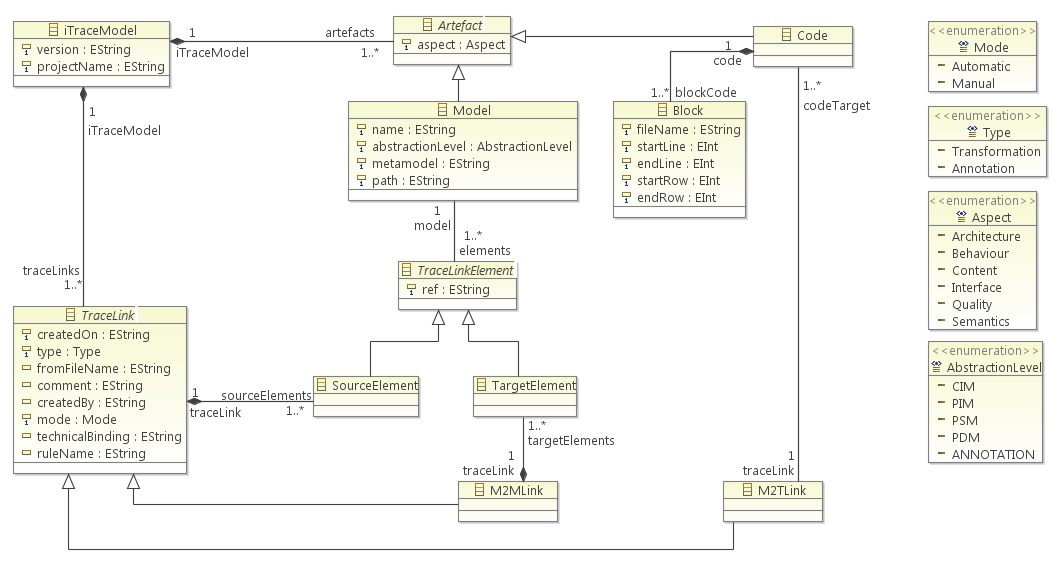 iTraceModel
version : EString
projectName : EString
1
iTraceModel
artefacts
1..*
Artefact
aspect : Aspect
Code
1
code
1..*
blockCode
1..*
codeTarget
1
iTraceModel
Model
name : EString
abstractionLevel : AbstractionLevel
metamodel : EString
path : EString
Block
fileName : EString
startLine : EInt
endLine : EInt
startRow : EInt
endRow : EInt
1
model
1..*
elements
TraceLinkElement
ref : EString
traceLinks
1..*
TraceLink
createdOn : EString
type : Type
fromFileName : EString
comment : EString
createdBy : EString
mode : Mode
technicalBinding : EString
ruleName : EString
1
traceLink
sourceElements
1..*
SourceElement
TargetElement
1..*
targetElements
1
traceLink
M2MLink
1
traceLink
M2TLink
<<enumeration>>
Mode
Automatic
Manual
<<enumeration>>
Type
Transformation
Annotation
<<enumeration>>
Aspect
Architecture
Behaviour
Content
Interface
Quality
Semantics
<<enumeration>>
AbstractionLevel
CIM
PIM
PSM
PDM
ANNOTATION